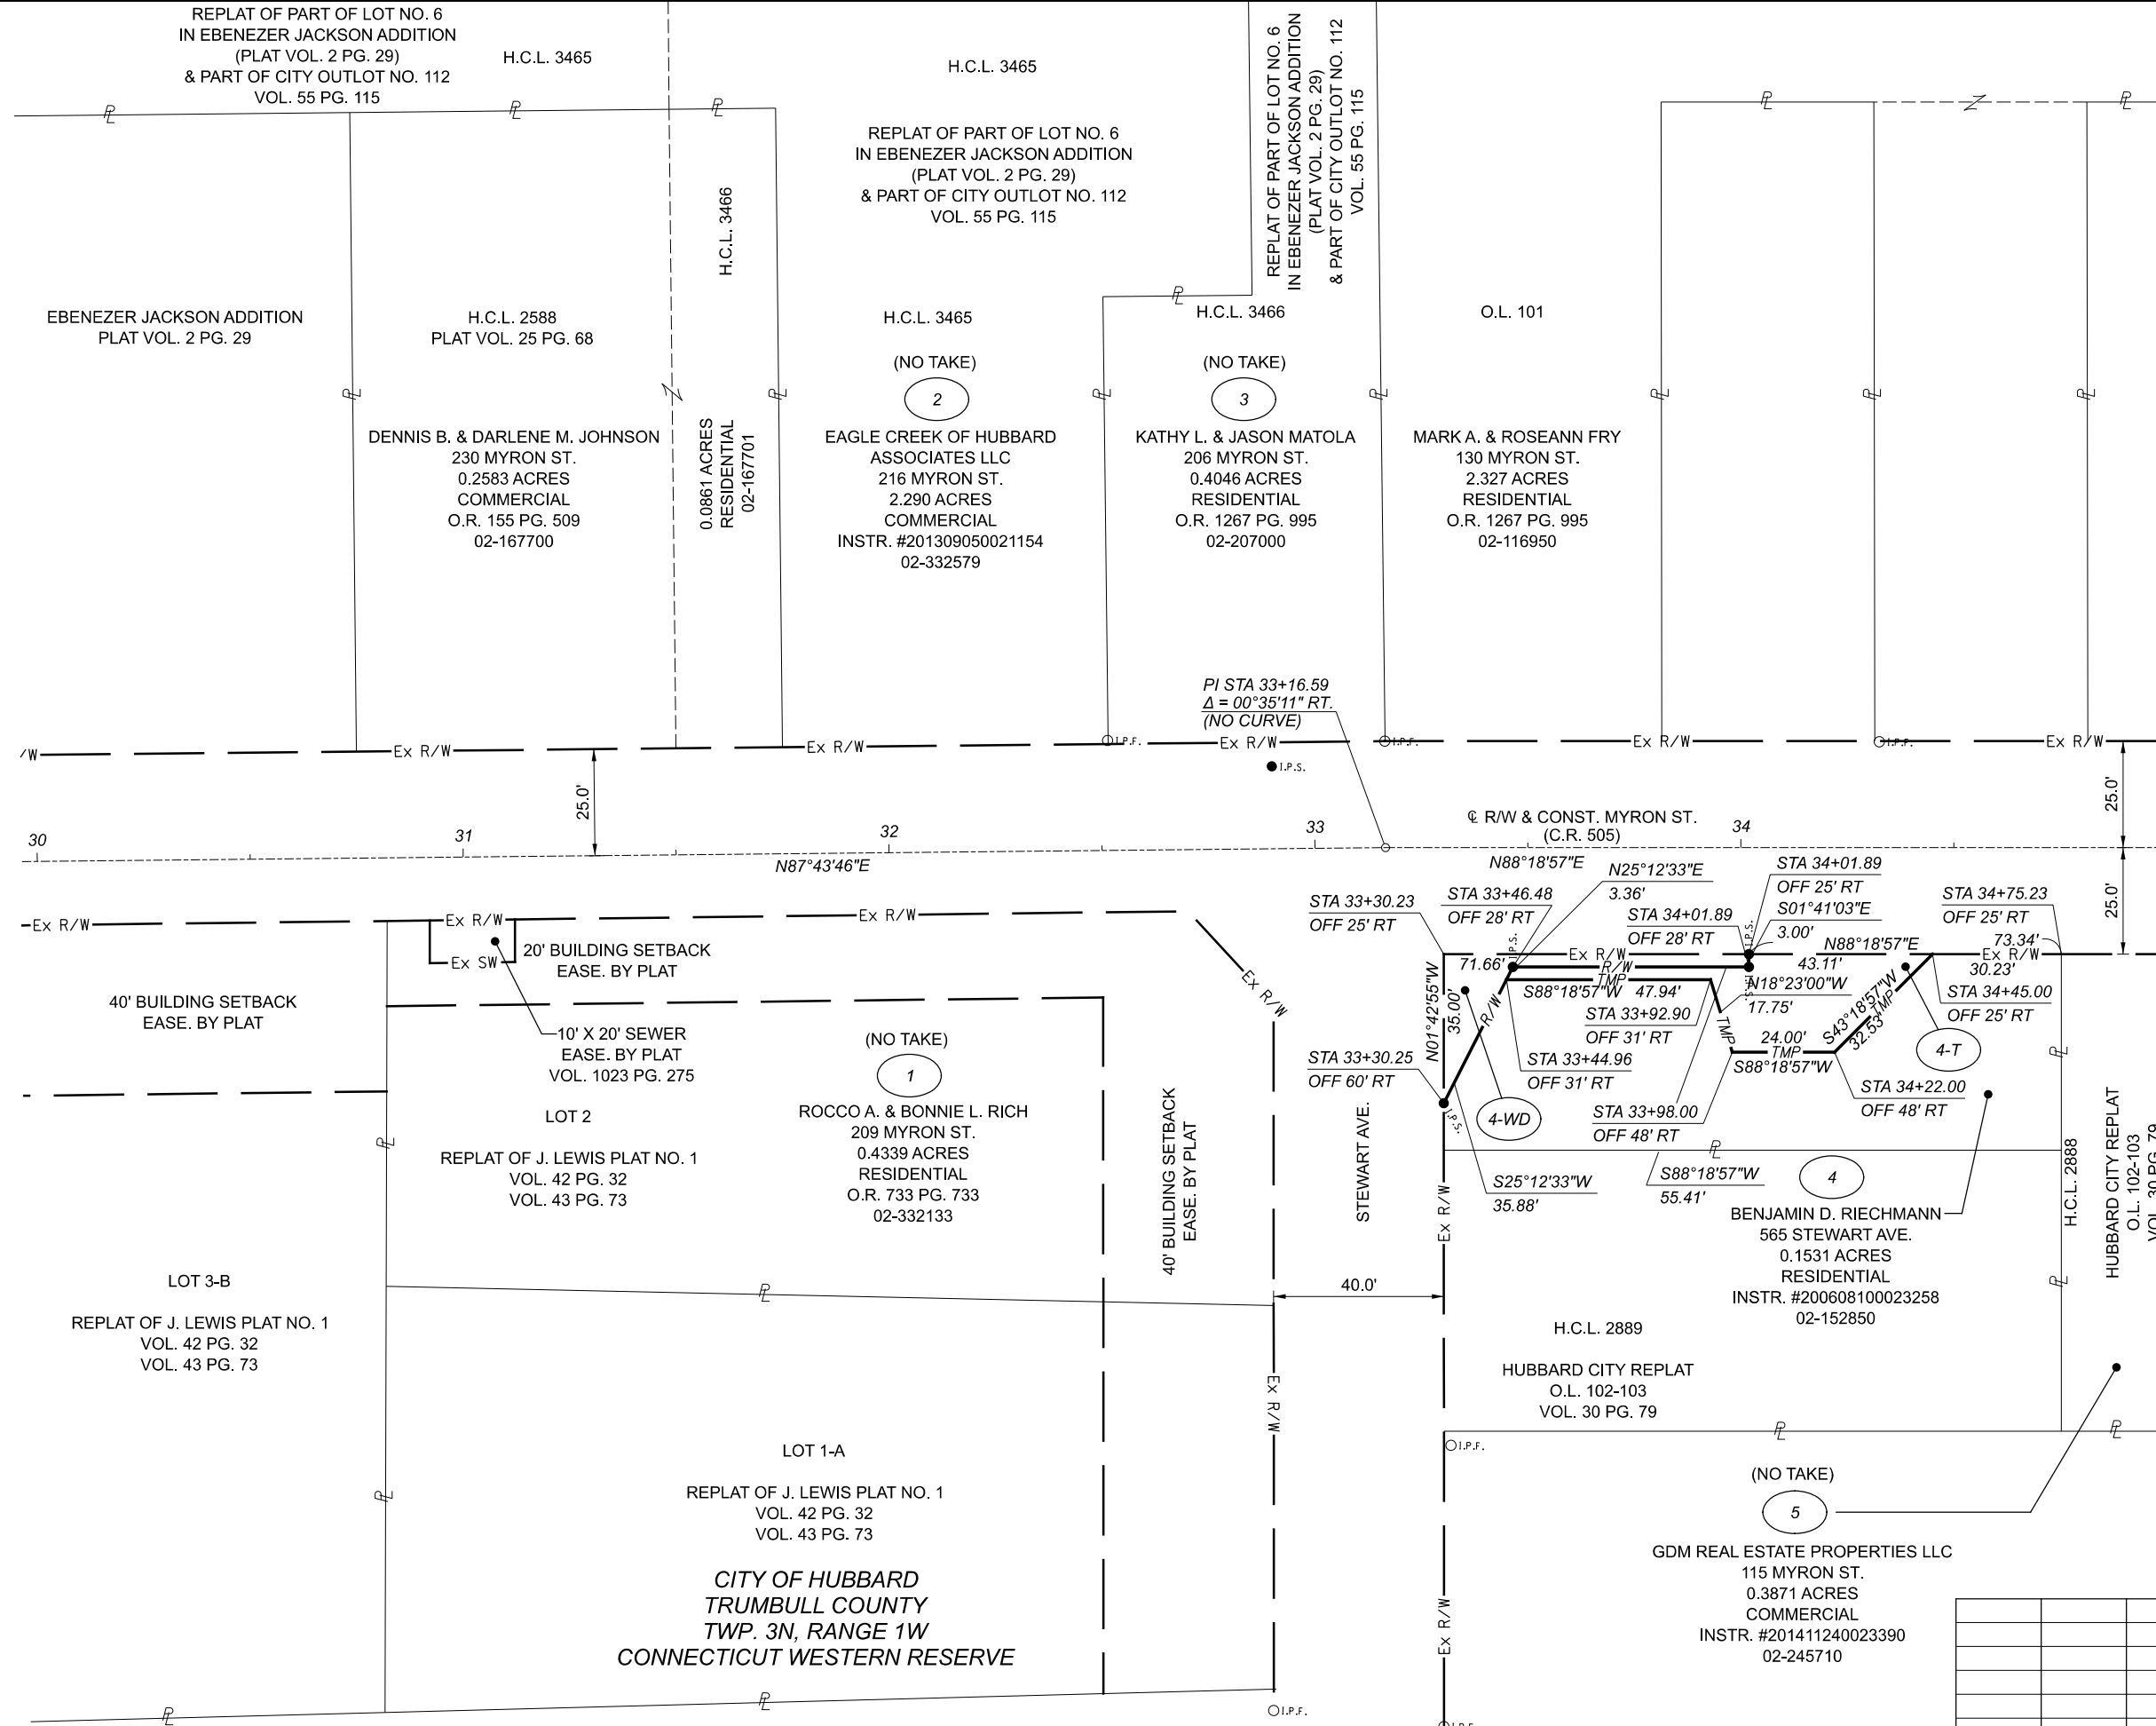 REPLAT OF PART OF LOT NO. 6
IN EBENEZER JACKSON ADDITION
(PLAT VOL. 2 PG. 29)
& PART OF CITY OUTLOT NO. 112
VOL. 55 PG. 115
H.C.L. 3465
H.C.L. 3465
REPLAT OF PART OF LOT NO. 6
IN EBENEZER JACKSON ADDITION
(PLAT VOL. 2 PG. 29)
& PART OF CITY OUTLOT NO. 112
VOL. 55 PG. 115
REPLAT OF PART OF LOT NO. 6
IN EBENEZER JACKSON ADDITION
(PLAT VOL. 2 PG. 29)
& PART OF CITY OUTLOT NO. 112
VOL. 55 PG. 115
H.C.L. 3466
EBENEZER JACKSON ADDITION
PLAT VOL. 2 PG. 29
H.C.L. 2588
PLAT VOL. 25 PG. 68
H.C.L. 3465
H.C.L. 3466
O.L. 101
(NO TAKE)
2
(NO TAKE)
3
DENNIS B. & DARLENE M. JOHNSON
230 MYRON ST.
0.2583 ACRES
COMMERCIAL
O.R. 155 PG. 509
02-167700
0.0861 ACRES
RESIDENTIAL
02-167701
EAGLE CREEK OF HUBBARD
ASSOCIATES LLC
216 MYRON ST.
2.290 ACRES
COMMERCIAL
INSTR. #201309050021154
02-332579
KATHY L. & JASON MATOLA
206 MYRON ST.
0.4046 ACRES
RESIDENTIAL
O.R. 1267 PG. 995
02-207000
MARK A. & ROSEANN FRY
130 MYRON ST.
2.327 ACRES
RESIDENTIAL
O.R. 1267 PG. 995
02-116950
PI STA 33+16.59
Δ = 00°35'11" RT.
(NO CURVE)
/W
Ex R/W
Ex R/W
I.P.F.
Ex R/W
I.P.F.
Ex R/W
I.P.F.
Ex R/W
I.P.S.
25.0'
25.0'
25.0'
30
31
32
33
34
℄ R/W & CONST. MYRON ST.
(C.R. 505)
N87°43'46"E
N88°18'57"E
N25°12'33"E
3.36'
STA 34+01.89
OFF 25' RT
S01°41'03"E
3.00'
STA 33+30.23
OFF 25' RT
STA 33+46.48
OFF 28' RT
STA 34+01.89
OFF 28' RT
STA 34+75.23
OFF 25' RT
Ex R/W
Ex R/W
Ex R/W
Ex SW
20' BUILDING SETBACK
EASE. BY PLAT
40' BUILDING SETBACK
EASE. BY PLAT
10' X 20' SEWER
EASE. BY PLAT
VOL. 1023 PG. 275
Ex R/W
I.P.S.
Ex R/W
I.P.S.
N88°18'57"E
73.34'
Ex R/W
71.66'
R/W
43.11'
30.23'
TMP
I.P.S.
S88°18'57"W
47.94'
N18°23'00"W
17.75'
STA 34+45.00
OFF 25' RT
STA 33+92.90
OFF 31' RT
N01°42'55"W
35.00'
R/W
TMP
24.00'
TMP
S88°18'57"W
S43°18'57"W
TMP
32.53'
4-T
STA 33+30.25
OFF 60' RT
STA 33+44.96
OFF 31' RT
STA 34+22.00
OFF 48' RT
I.P.S.
4-WD
STA 33+98.00
OFF 48' RT
S25°12'33"W
35.88'
S88°18'57"W
55.41'
(NO TAKE)
1
ROCCO A. & BONNIE L. RICH
209 MYRON ST.
0.4339 ACRES
RESIDENTIAL
O.R. 733 PG. 733
02-332133
LOT 2
REPLAT OF J. LEWIS PLAT NO. 1
VOL. 42 PG. 32
VOL. 43 PG. 73
40' BUILDING SETBACK
EASE. BY PLAT
STEWART AVE.
Ex R/W
40.0'
4
BENJAMIN D. RIECHMANN
565 STEWART AVE.
0.1531 ACRES
RESIDENTIAL
INSTR. #200608100023258
02-152850
H.C.L. 2888
HUBBARD CITY REPLAT
O.L. 102-103
VOL. 30 PG. 79
LOT 3-B
REPLAT OF J. LEWIS PLAT NO. 1
VOL. 42 PG. 32
VOL. 43 PG. 73
H.C.L. 2889
HUBBARD CITY REPLAT
O.L. 102-103
VOL. 30 PG. 79
Ex R/W
I.P.F.
LOT 1-A
REPLAT OF J. LEWIS PLAT NO. 1
VOL. 42 PG. 32
VOL. 43 PG. 73
(NO TAKE)
5
GDM REAL ESTATE PROPERTIES LLC
115 MYRON ST.
0.3871 ACRES
COMMERCIAL
INSTR. #201411240023390
02-245710
CITY OF HUBBARD
TRUMBULL COUNTY
TWP. 3N, RANGE 1W
CONNECTICUT WESTERN RESERVE
Ex R/W
I.P.F.
I.P.F.